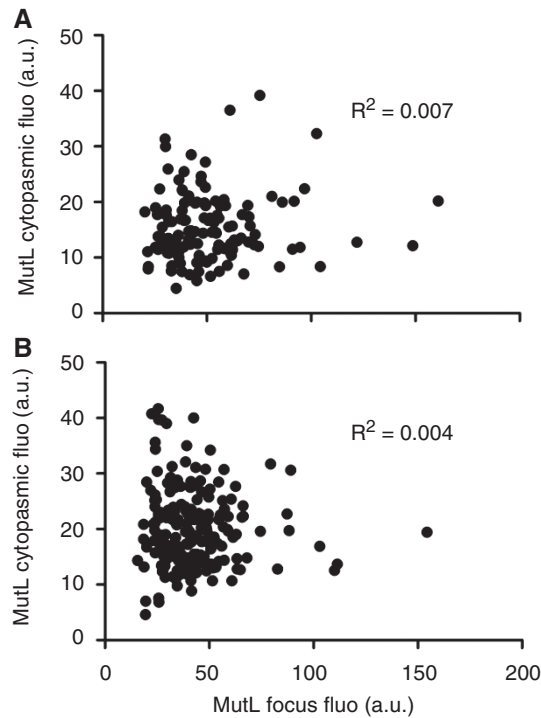 A
50
40
30
20
10
0
MutL cytopasmic fluo (a.u.)
R² = 0.007
B
50
40
30
20
10
0
MutL cytopasmic fluo (a.u.)
R² = 0.004
0 50 100 150 200
MutL focus fluo (a.u.)